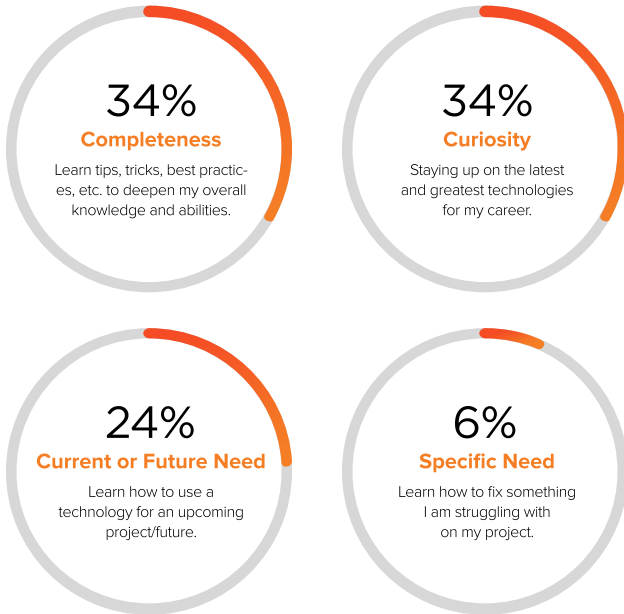 34%
Completeness
Learn tips, tricks, best practic-
es, etc. to deepen my overall
knowledge and abilities.
34%
Curiosity
Staying up on the latest
and greatest technologies
for my career.
24%
Current or Future Need
Learn how to use a
technology for an upcoming
project/future.
6%
Specific Need
Learn how to fix something
I am struggling with
on my project.